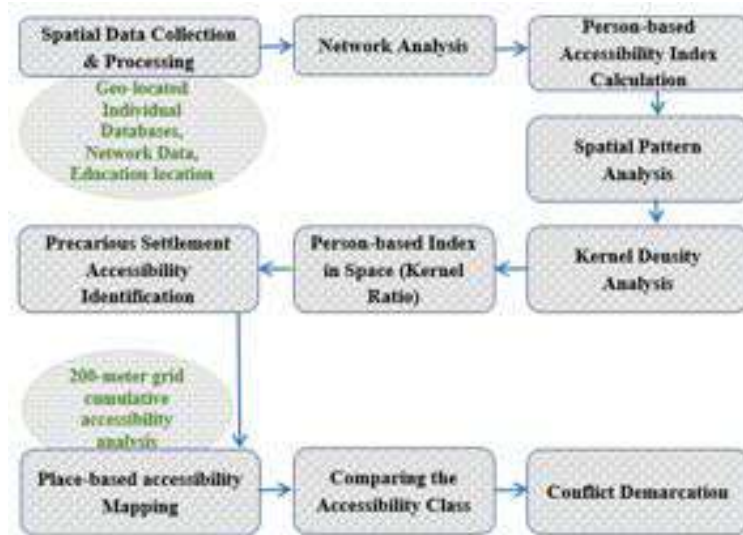 Spatial Data Collection
& Processing
Geo-located
Individual
Databases,
Network Data,
Education location
Network Analysis
Person-based
Accessibility Index
Calculation
Spatial Pattern
Analysis
Kernel Density
Analysis
Person-based Index
in Space (Kernel
Ratio)
Precarious Settlement
Accessibility
Identification
200-meter grid
cumulative
accessibility
analysis
Place-based accessibility
Mapping
Comparing the
Accessibility Class
Conflict Demarcation